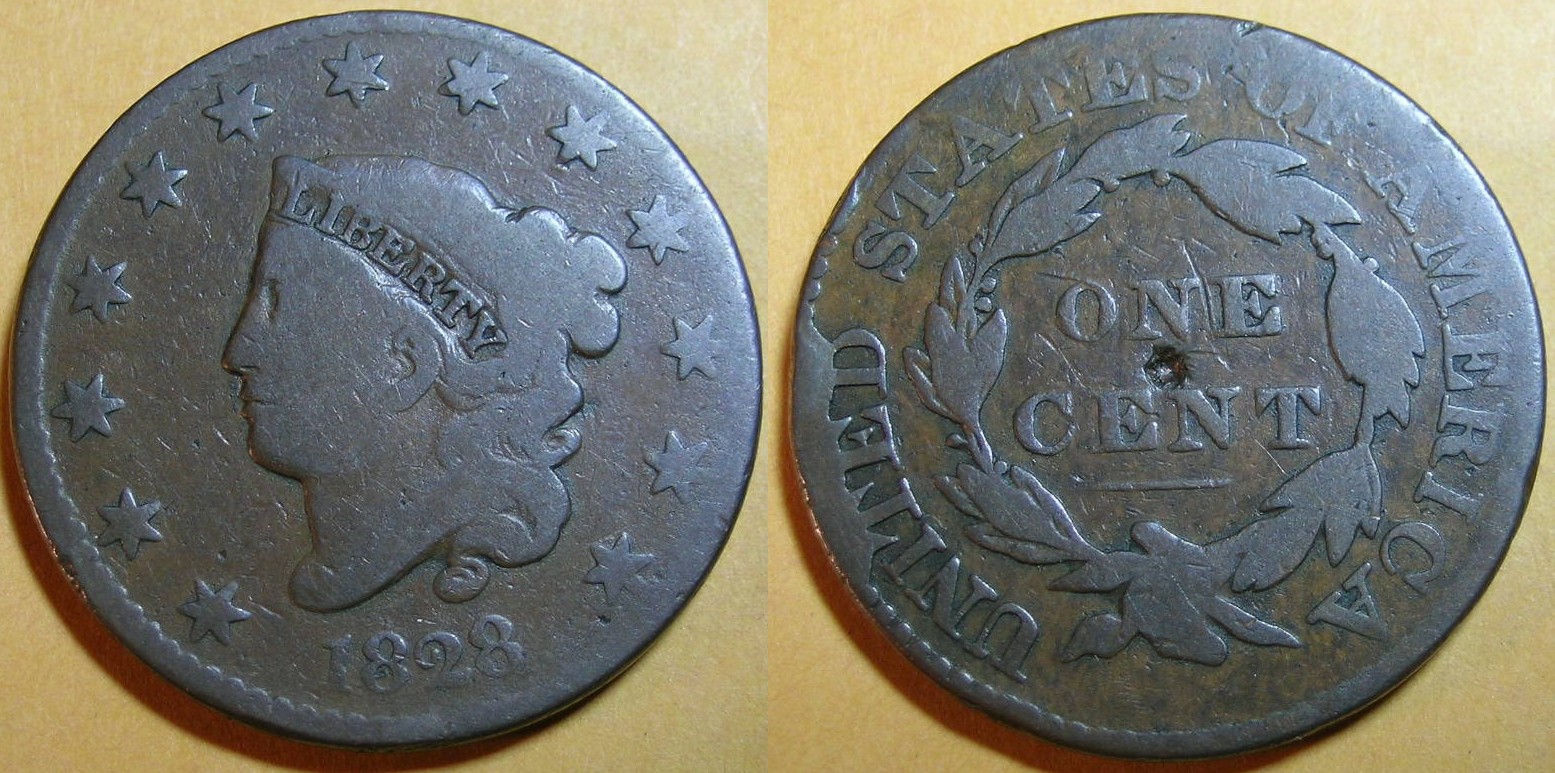 LIBERTY
1828
UNITED STATES OF AMERICA
ONE
CENT